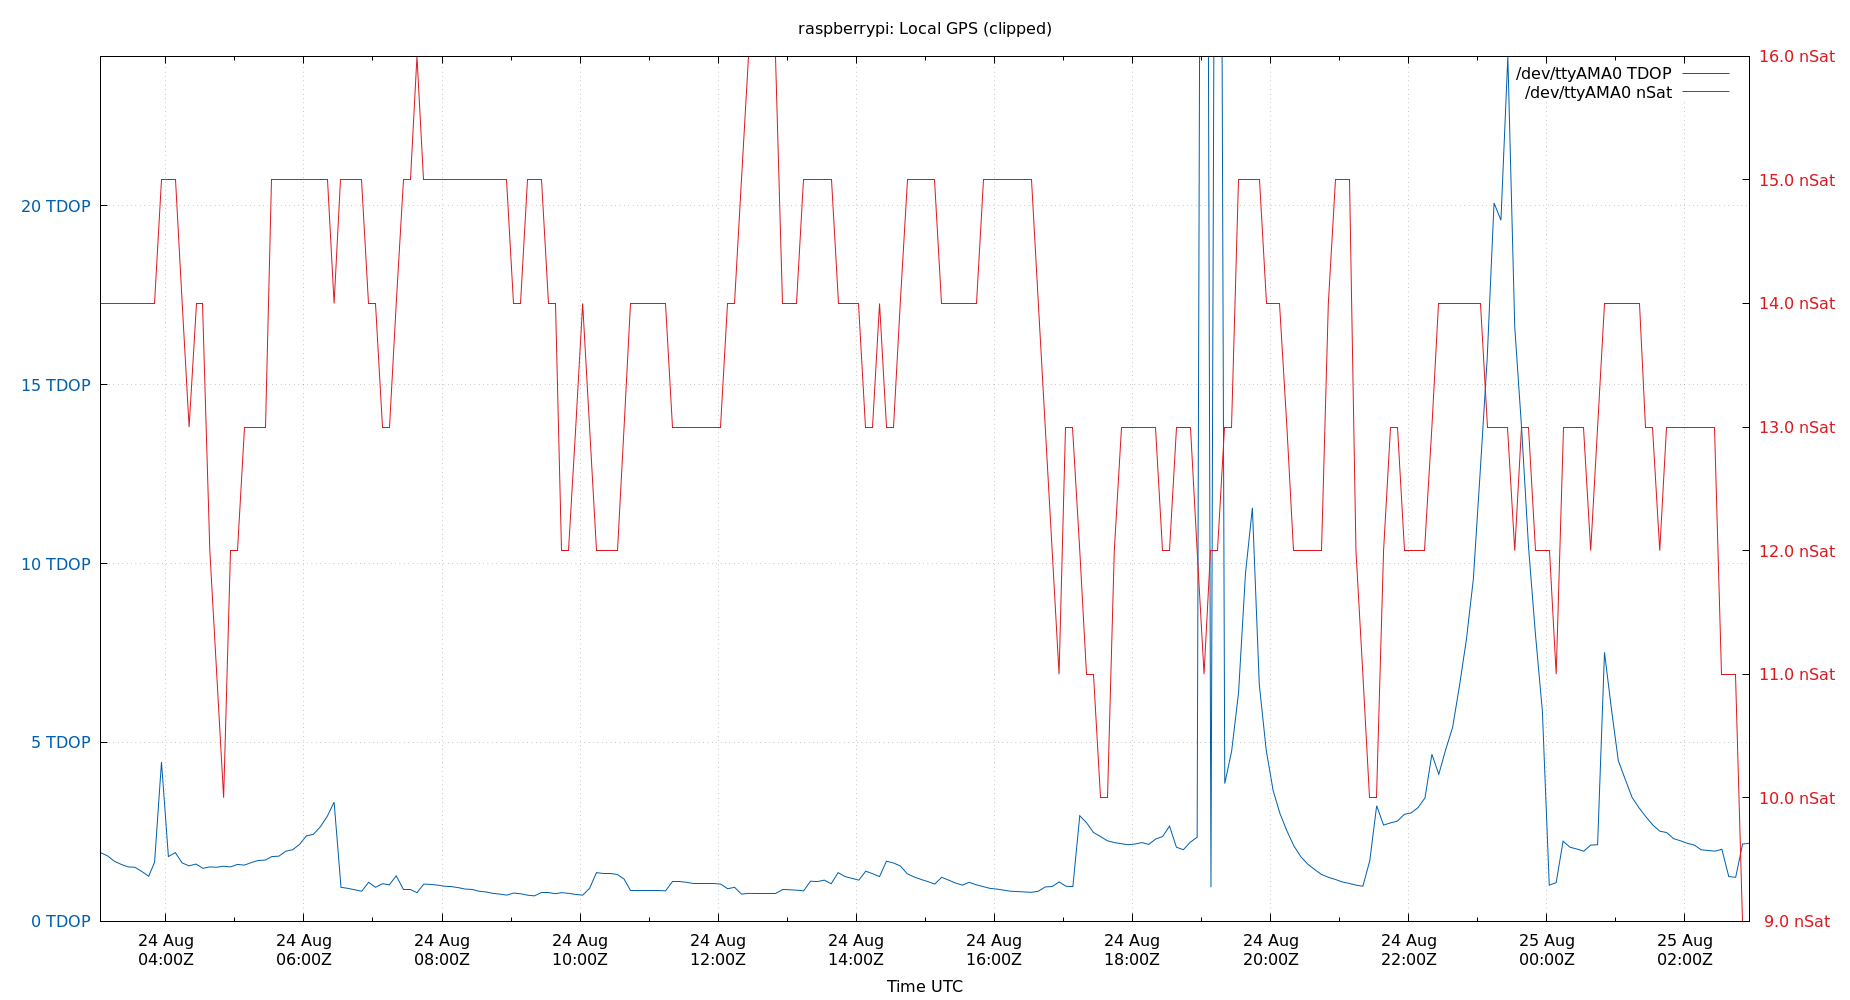 raspberrypi: Local GPS (clipped)
16.0 nSat
/dev/ttyAMA0 TDOP
/dev/ttyAMA0 nSat
15.0 nSat
20 TDOP
14.0 nSat
15 TDOP
13.0 nSat
10 TDOP
12.0 nSat
11.0 nSat
5 TDOP
10.0 nSat
0 TDOP
9.0 nSat
24 Aug 24 Aug 24 Aug 24 Aug 24 Aug 24 Aug 24 Aug 24 Aug 24 Aug 24 Aug 25 Aug 25 Aug
04:00Z 06:00Z 08:00Z 10:00Z 12:00Z 14:00Z 16:00Z 18:00Z 20:00Z 22:00Z 00:00Z 02:00Z
Time UTC